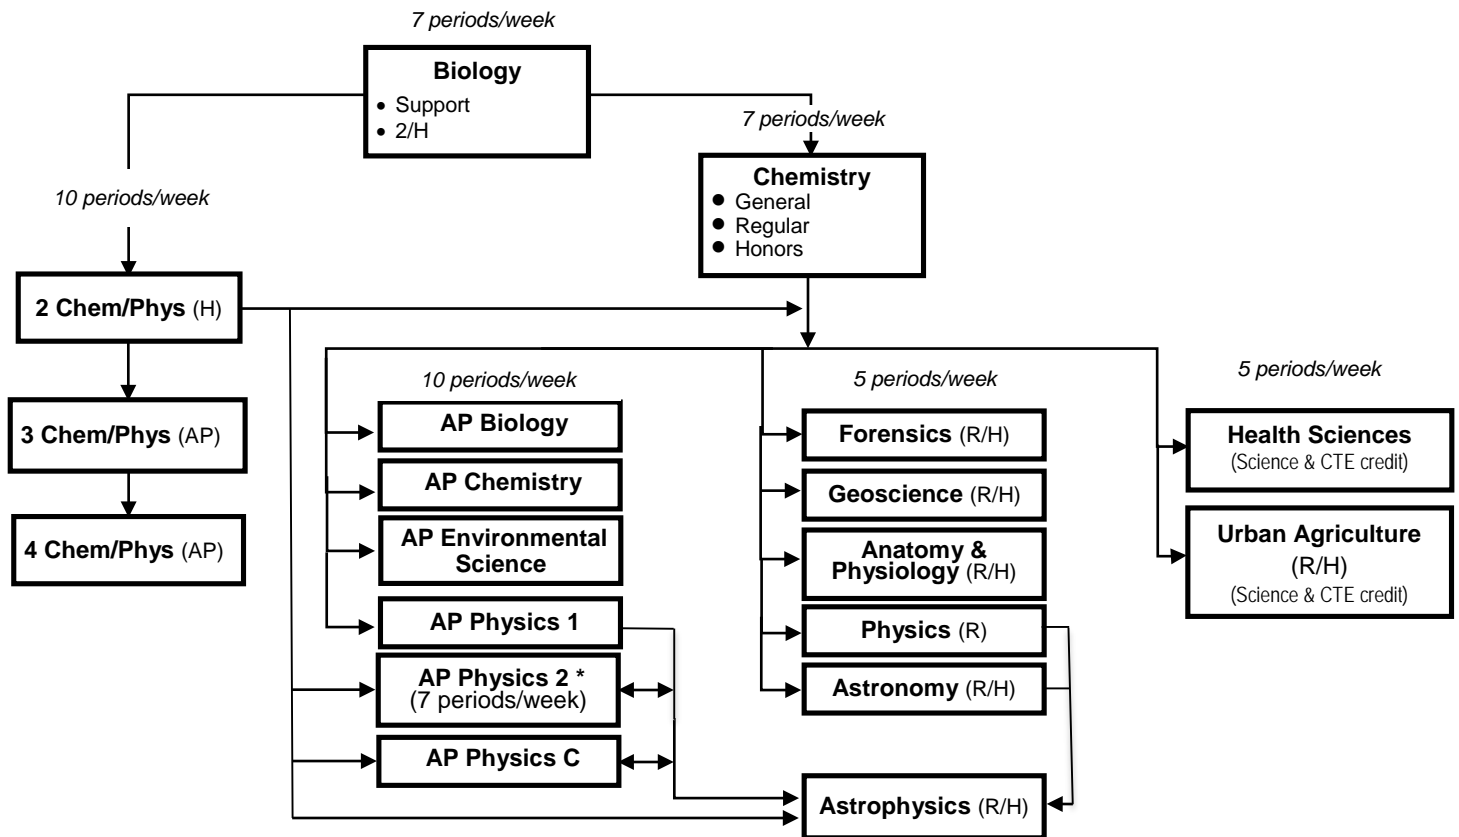 7 periods/week
Biology
• Support
• 2/H
7 periods/week
10 periods/week
Chemistry
● General
● Regular
● Honors
2 Chem/Phys (H)
3 Chem/Phys (AP)
4 Chem/Phys (AP)
10 periods/week
AP Biology
AP Chemistry
AP Environmental
Science
AP Physics 1
AP Physics 2 *
(7 periods/week)
AP Physics C
5 periods/week
Forensics (R/H)
Geoscience (R/H)
Anatomy &
Physiology (R/H)
Physics (R)
Astronomy (R/H)
Astrophysics (R/H)
5 periods/week
Health Sciences
(Science & CTE credit)
Urban Agriculture
(R/H)
(Science & CTE credit)